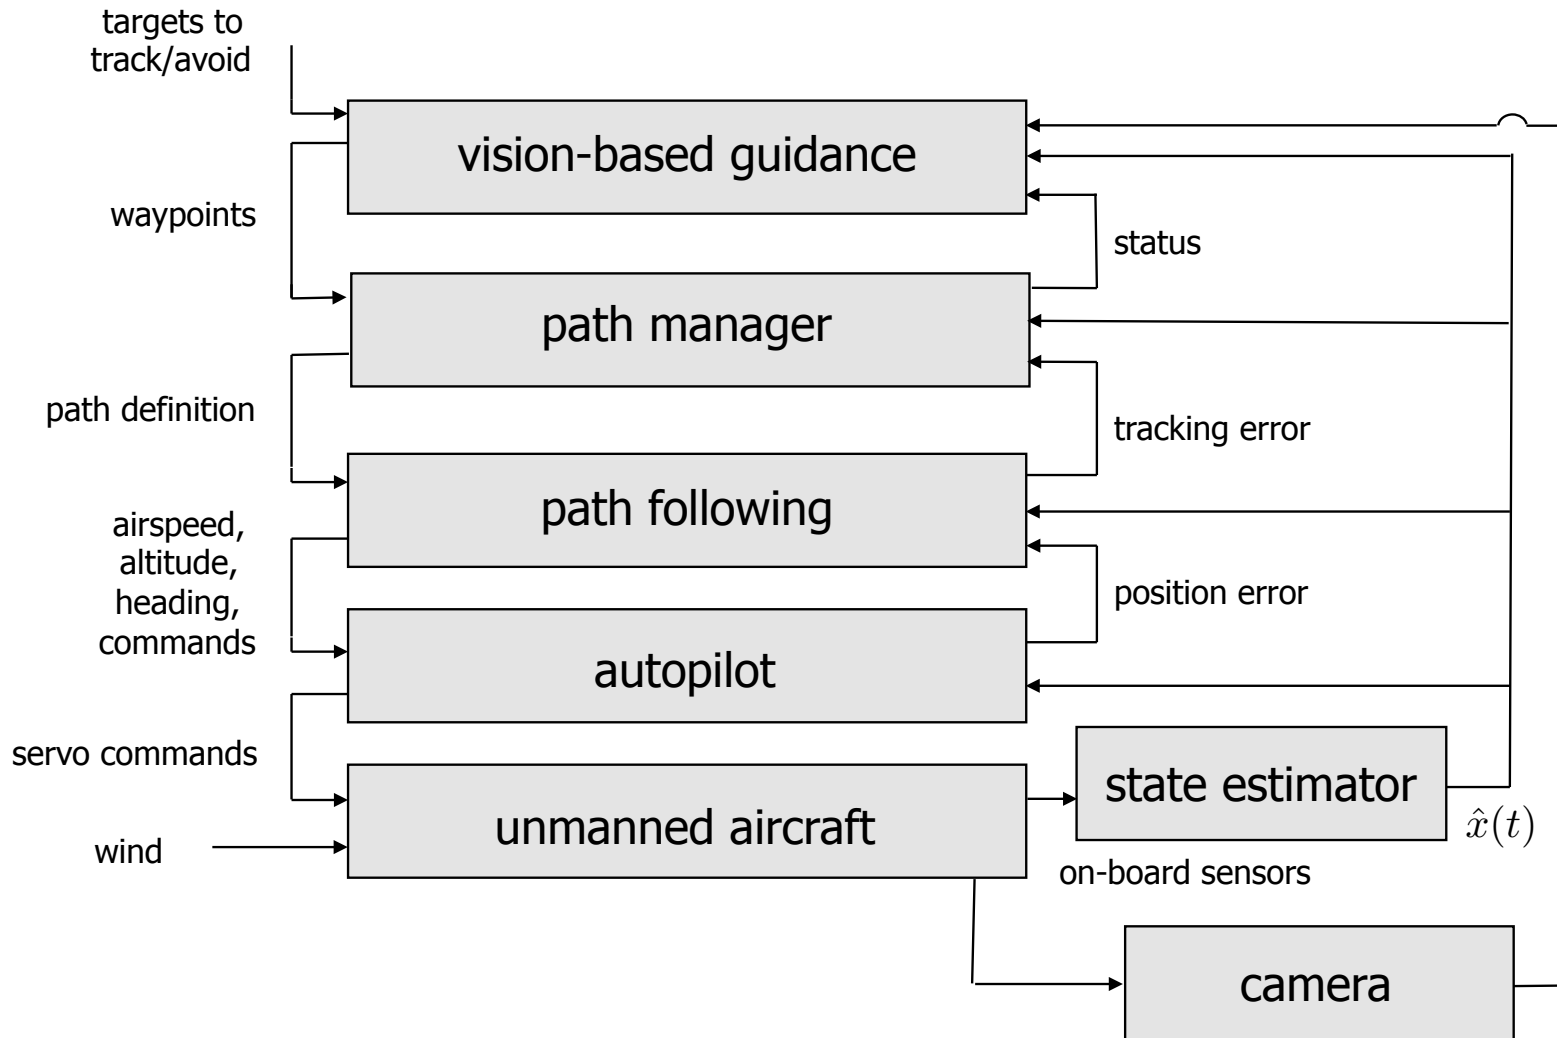 targets to
track/avoid
vision-based guidance
waypoints
status
path manager
path definition
tracking error
path following
airspeed,
altitude,
heading,
commands
position error
autopilot
servo commands
state estimator
unmanned aircraft
x̂(t)
wind
on-board sensors
camera